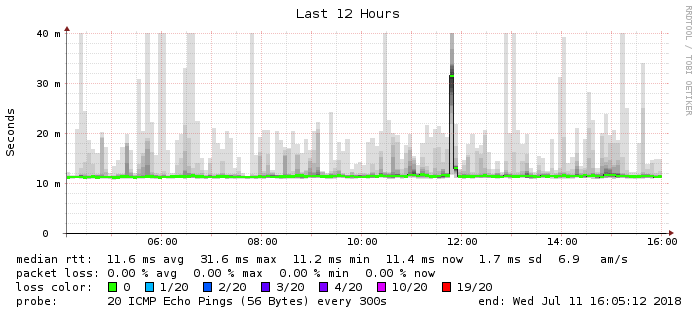 Last 12 Hours
RRDTOOL / TOBI OETIKER
Seconds
40 m
30 m
20 m
10 m
0
06:00 08:00 10:00 12:00 14:00 16:00
median rtt: 11.6 ms avg 31.6 ms max 11.2 ms min 11.4 ms now 1.7 ms sd 6.9 am/s
packet loss: 0.00 % avg 0.00 % max 0.00 % min 0.00 % now
loss color: 0 1/20 2/20 3/20 4/20 10/20 19/20
probe: 20 ICMP Echo Pings (56 Bytes) every 300s end: Wed Jul 11 16:05:12 2018